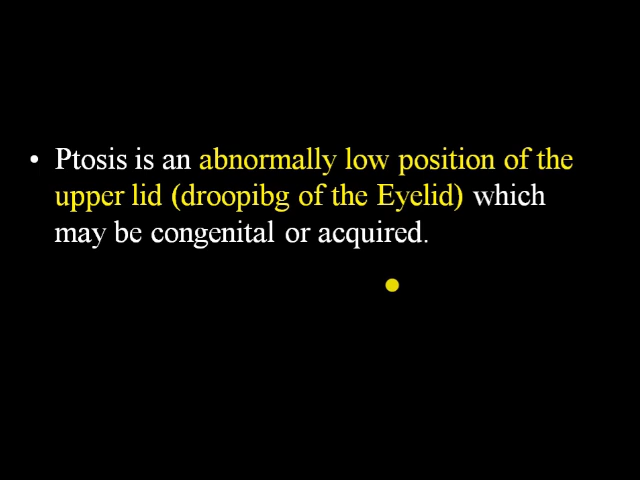 • Ptosis is an abnormally low position of the
upper lid (droopibg of the Eyelid) which
may be congenital or acquired.